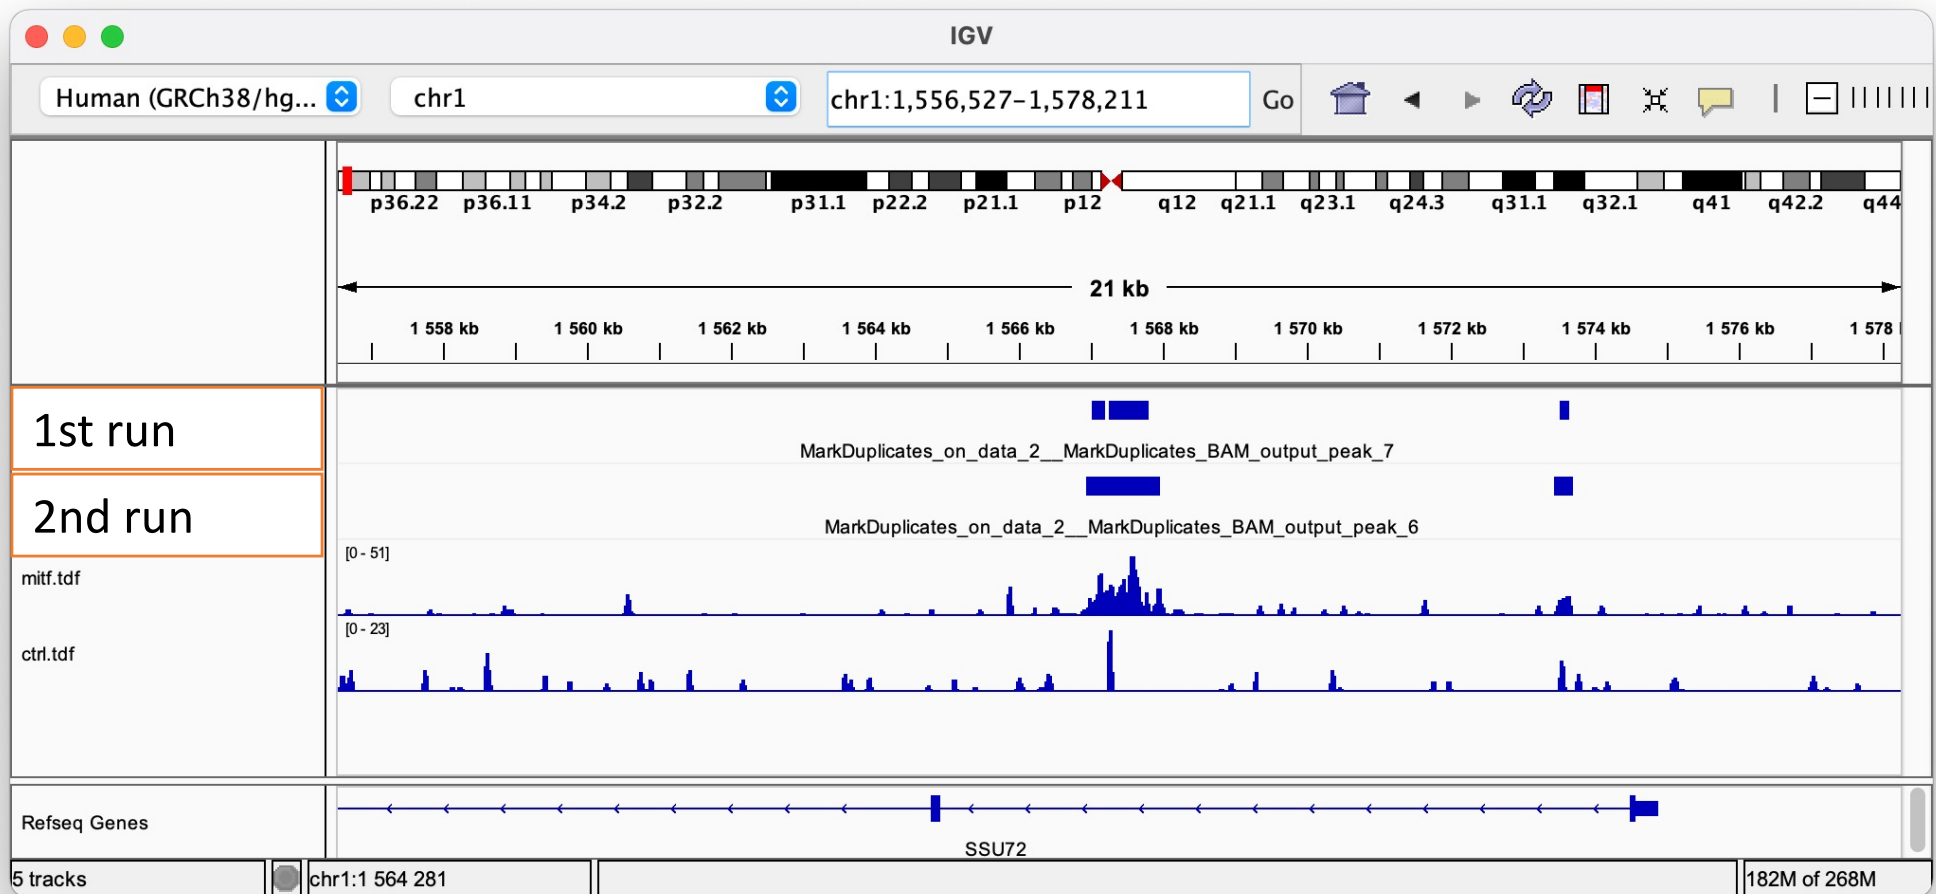 IGV
Human (GRCh38/hg... chr1 chr1:1,556,527–1,578,211 Go
p36.22 p36.11 p34.2 p32.2 p31.1 p22.2 p21.1 p12 q12 q21.1 q23.1 q24.3 q31.1 q32.1 q41 q42.2 q44
21 kb
1 558 kb 1 560 kb 1 562 kb 1 564 kb 1 566 kb 1 568 kb 1 570 kb 1 572 kb 1 574 kb 1 576 kb 1 578
1st run
MarkDuplicates_on_data_2__MarkDuplicates_BAM_output_peak_7
2nd run
MarkDuplicates_on_data_2__MarkDuplicates_BAM_output_peak_6
[0 - 51]
mitf.tdf
[0 - 23]
ctrl.tdf
Refseq Genes
SSU72
5 tracks chr1:1 564 281 182M of 268M